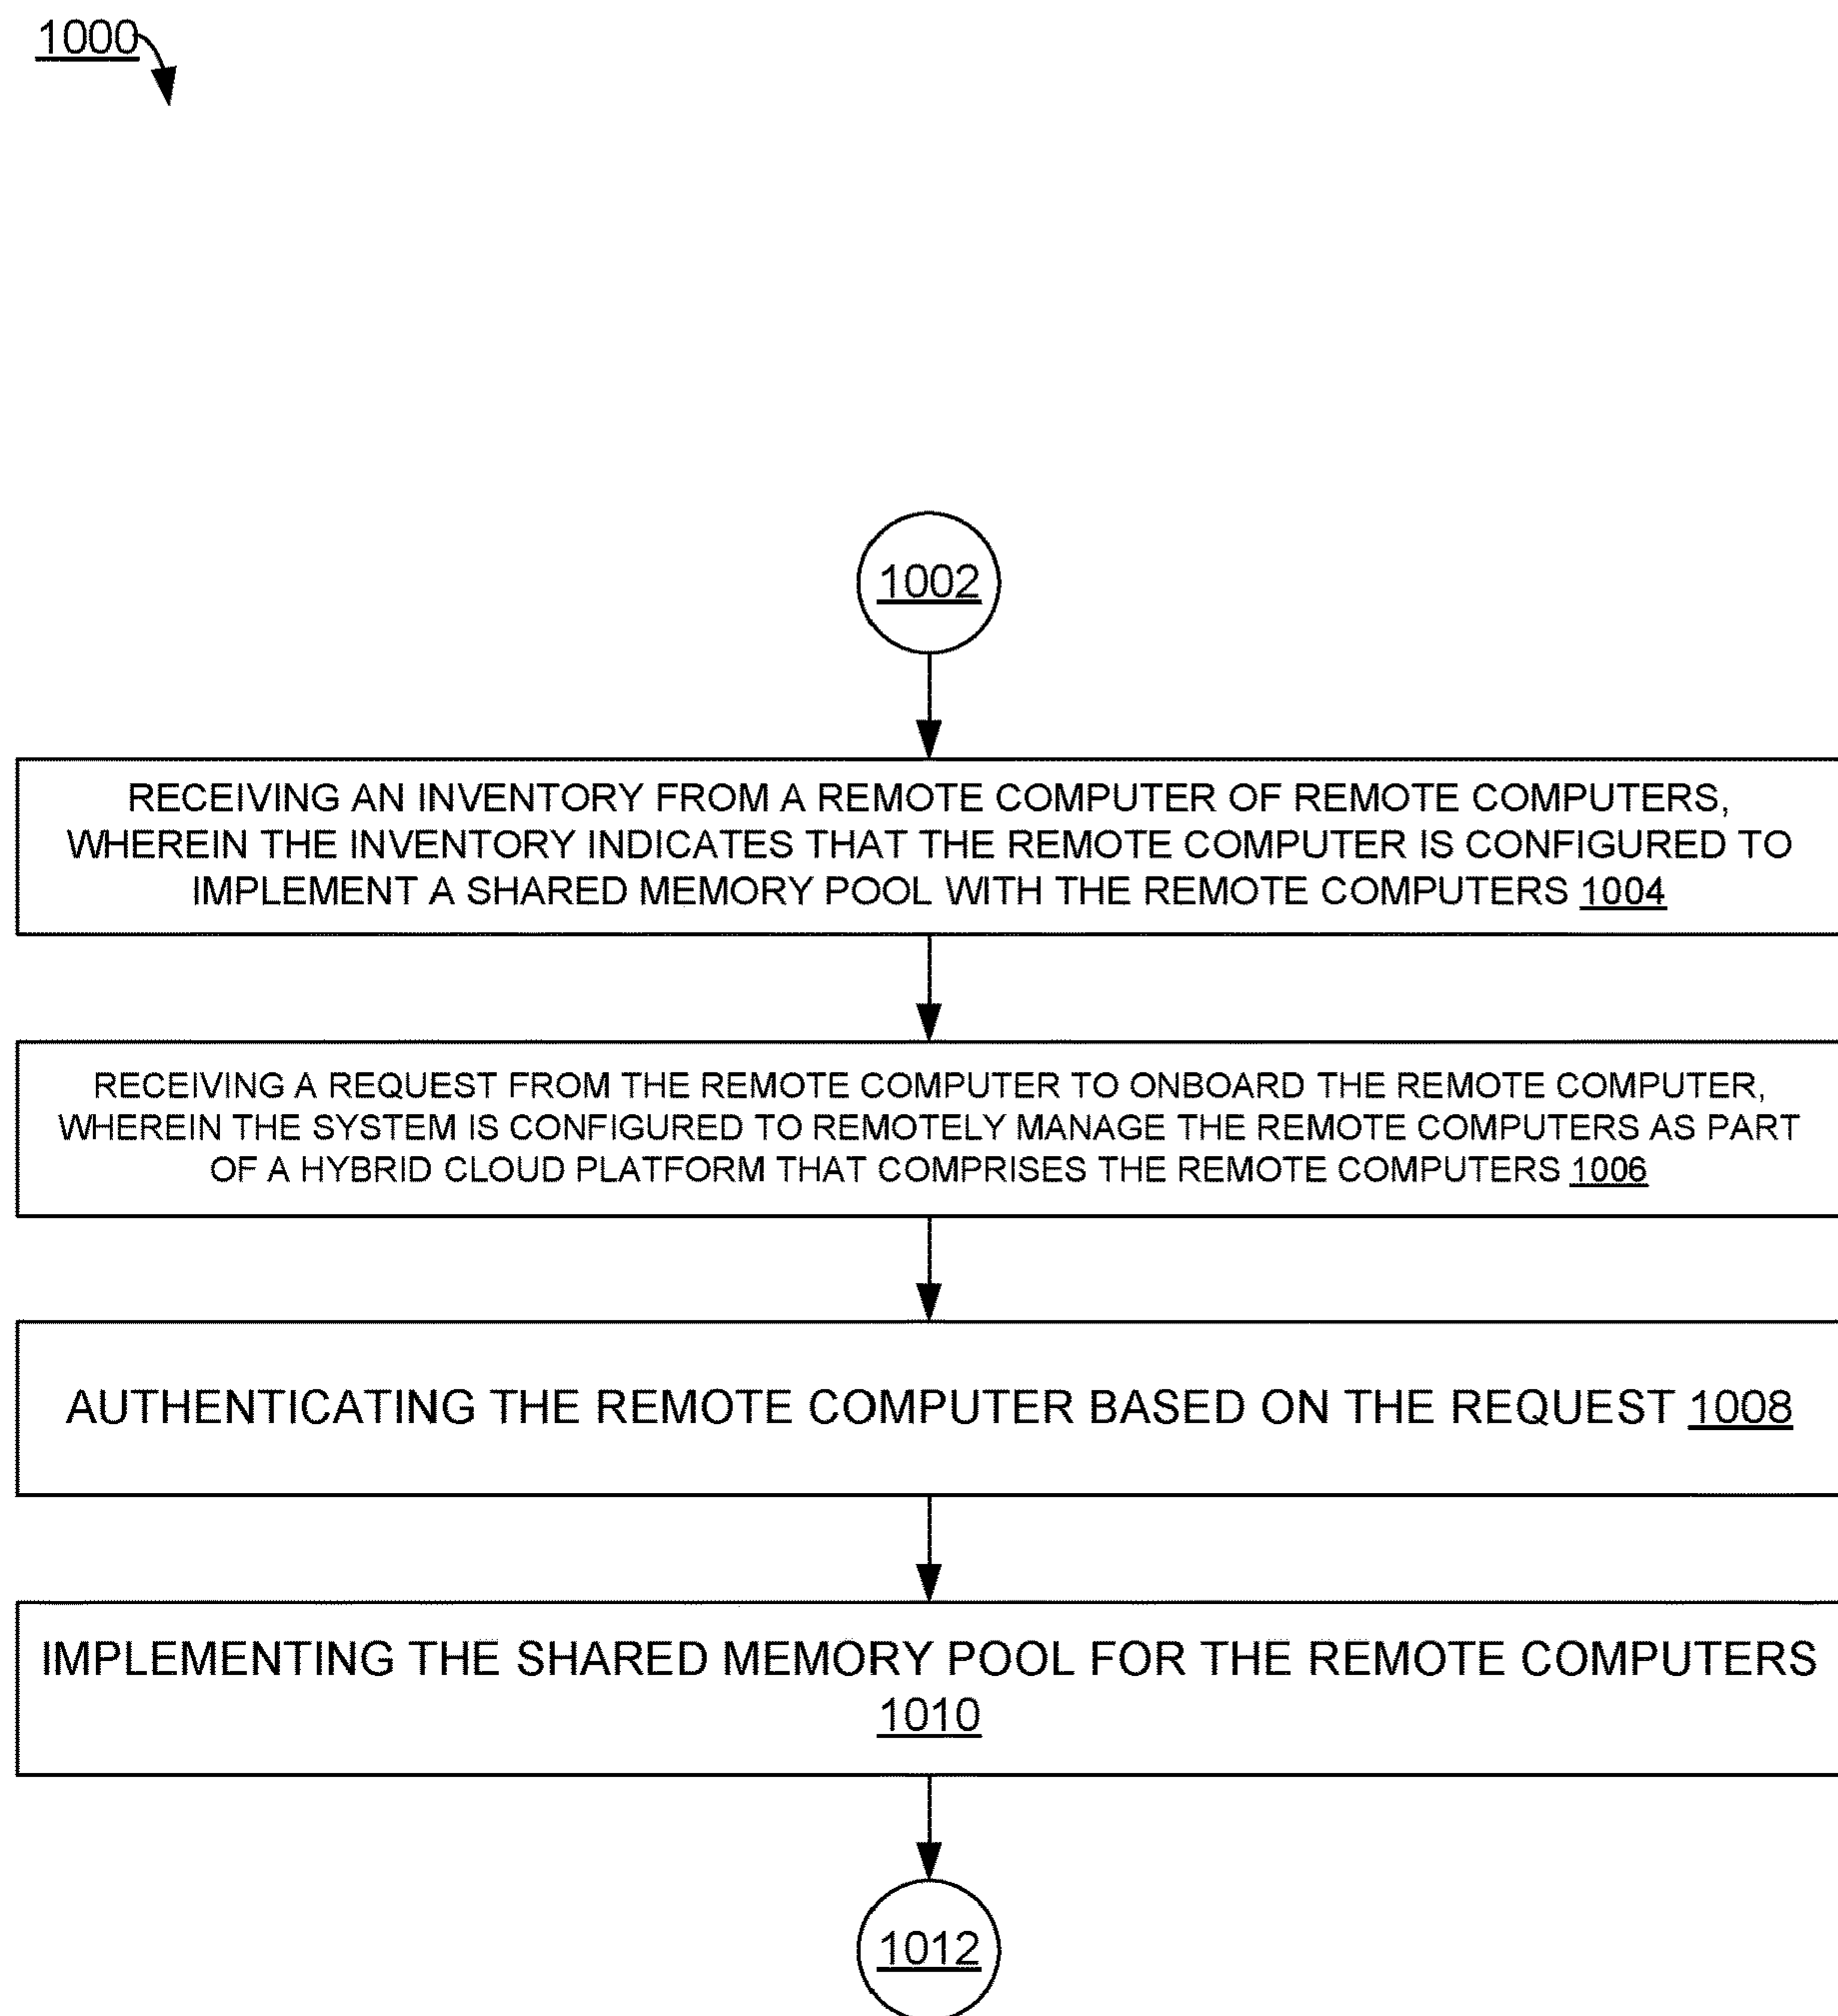 1000
1002
RECEIVING AN INVENTORY FROM A REMOTE COMPUTER OF REMOTE COMPUTERS,
WHEREIN THE INVENTORY INDICATES THAT THE REMOTE COMPUTER IS CONFIGURED TO
IMPLEMENT A SHARED MEMORY POOL WITH THE REMOTE COMPUTERS 1004
RECEIVING A REQUEST FROM THE REMOTE COMPUTER TO ONBOARD THE REMOTE COMPUTER,
WHEREIN THE SYSTEM IS CONFIGURED TO REMOTELY MANAGE THE REMOTE COMPUTERS AS PART
OF A HYBRID CLOUD PLATFORM THAT COMPRISES THE REMOTE COMPUTERS 1006
AUTHENTICATING THE REMOTE COMPUTER BASED ON THE REQUEST 1008
IMPLEMENTING THE SHARED MEMORY POOL FOR THE REMOTE COMPUTERS
1010
1012